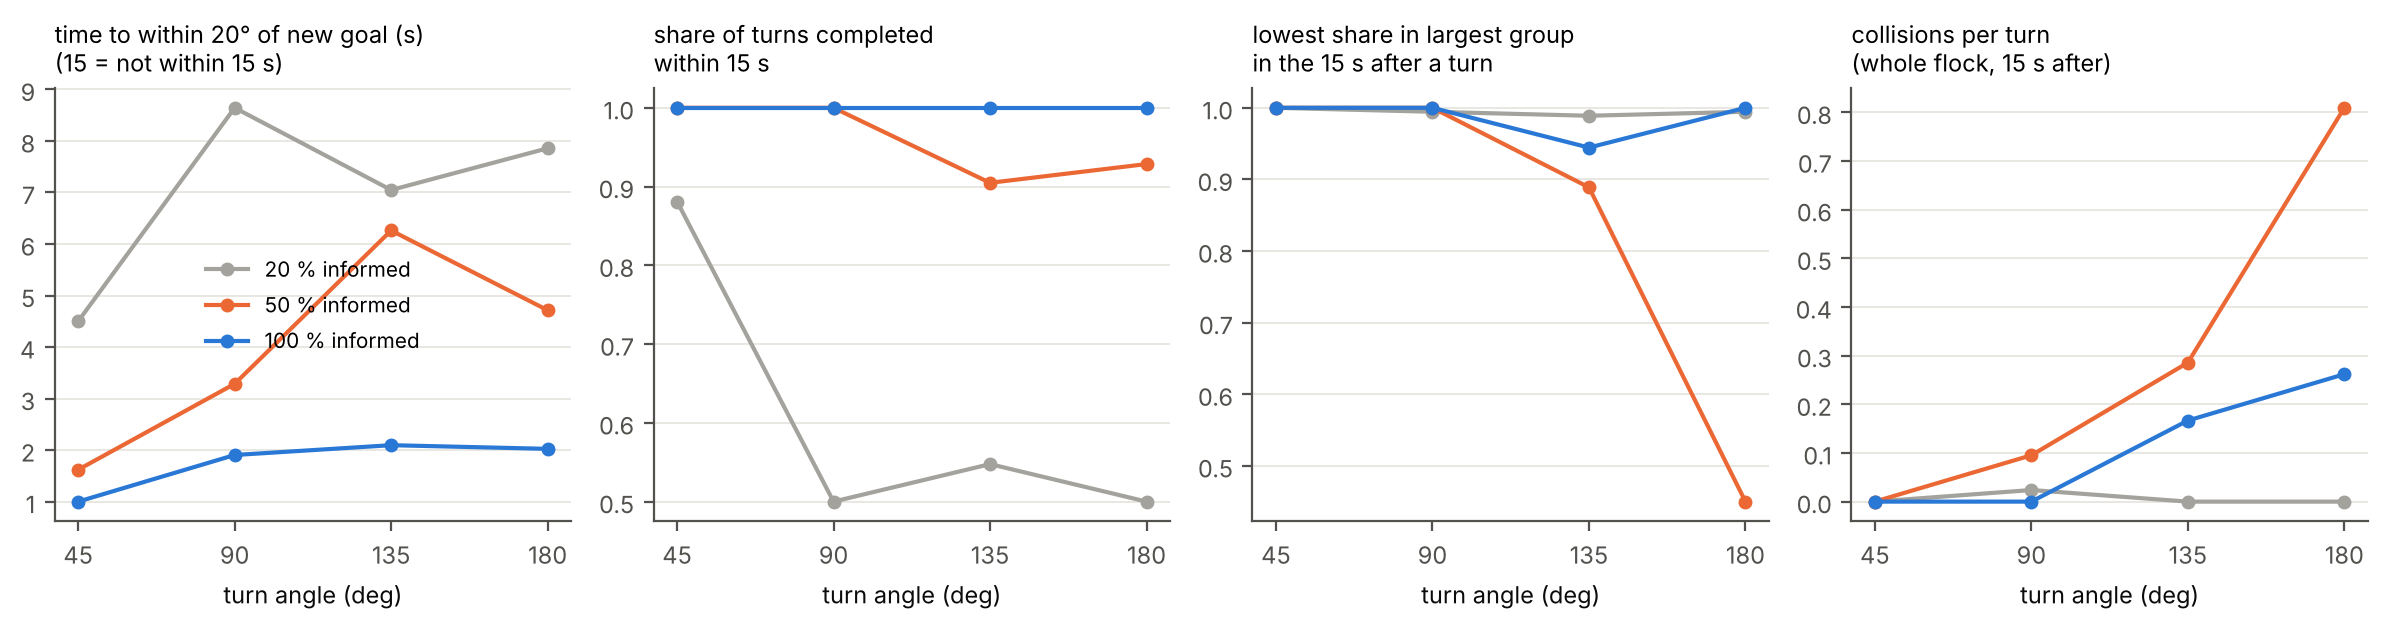 time to within 20° of new goal (s)
(15 = not within 15 s)
9
8
7
6
5
4
3
2
1
20 % informed
50 % informed
100 % informed
45 90 135 180
turn angle (deg)
share of turns completed
within 15 s
1.0
0.9
0.8
0.7
0.6
0.5
45 90 135 180
turn angle (deg)
lowest share in largest group
in the 15 s after a turn
1.0
0.9
0.8
0.7
0.6
0.5
45 90 135 180
turn angle (deg)
collisions per turn
(whole flock, 15 s after)
0.8
0.7
0.6
0.5
0.4
0.3
0.2
0.1
0.0
45 90 135 180
turn angle (deg)